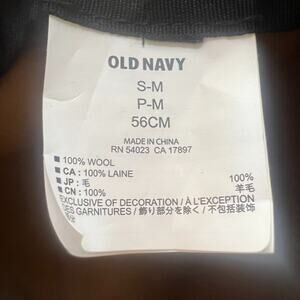 OLD NAVY
S-M
P-M
56CM
MADE IN CHINA
RN 54023 CA 17897
■ 100% WOOL
■ CA : 100% LAINE
■ JP : 毛 100%
■ CN : 100% 羊毛
EXCLUSIVE OF DECORATION / À L'EXCEPTION
DES GARNITURES / 飾り部分を除く / 不包括装饰